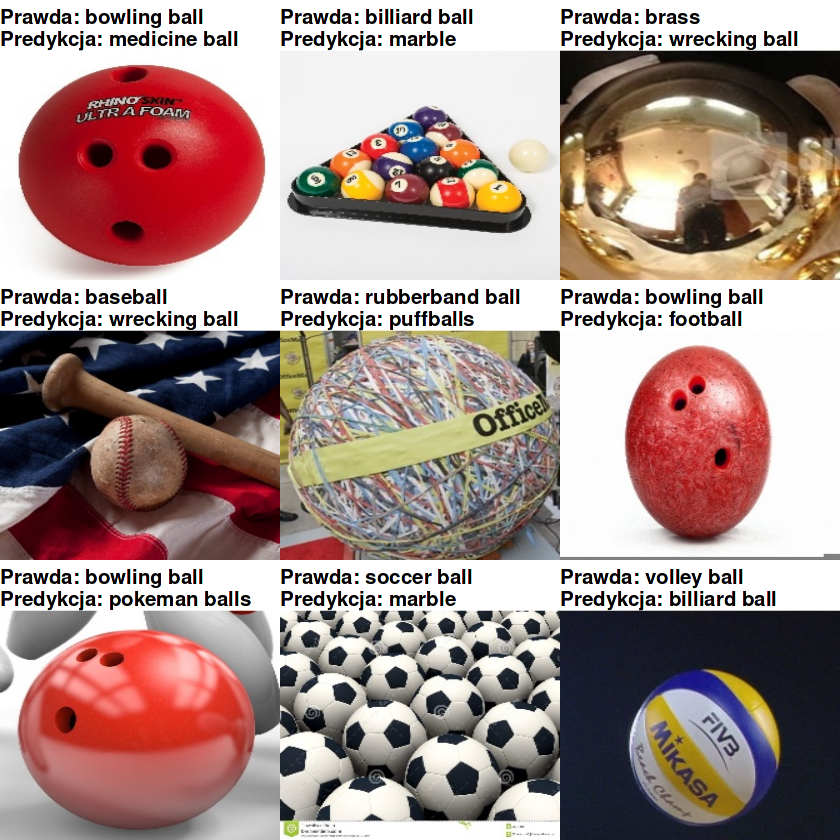 Prawda: bowling ball
Predykcja: medicine ball
Prawda: billiard ball
Predykcja: marble
Prawda: brass
Predykcja: wrecking ball
RHINO SKIN
ULTRA FOAM
Prawda: baseball
Predykcja: wrecking ball
Prawda: rubberband ball
Predykcja: puffballs
Prawda: bowling ball
Predykcja: football
Prawda: bowling ball
Predykcja: pokeman balls
Prawda: soccer ball
Predykcja: marble
Prawda: volley ball
Predykcja: billiard ball
FIVB
MIKASA
Beach Champ